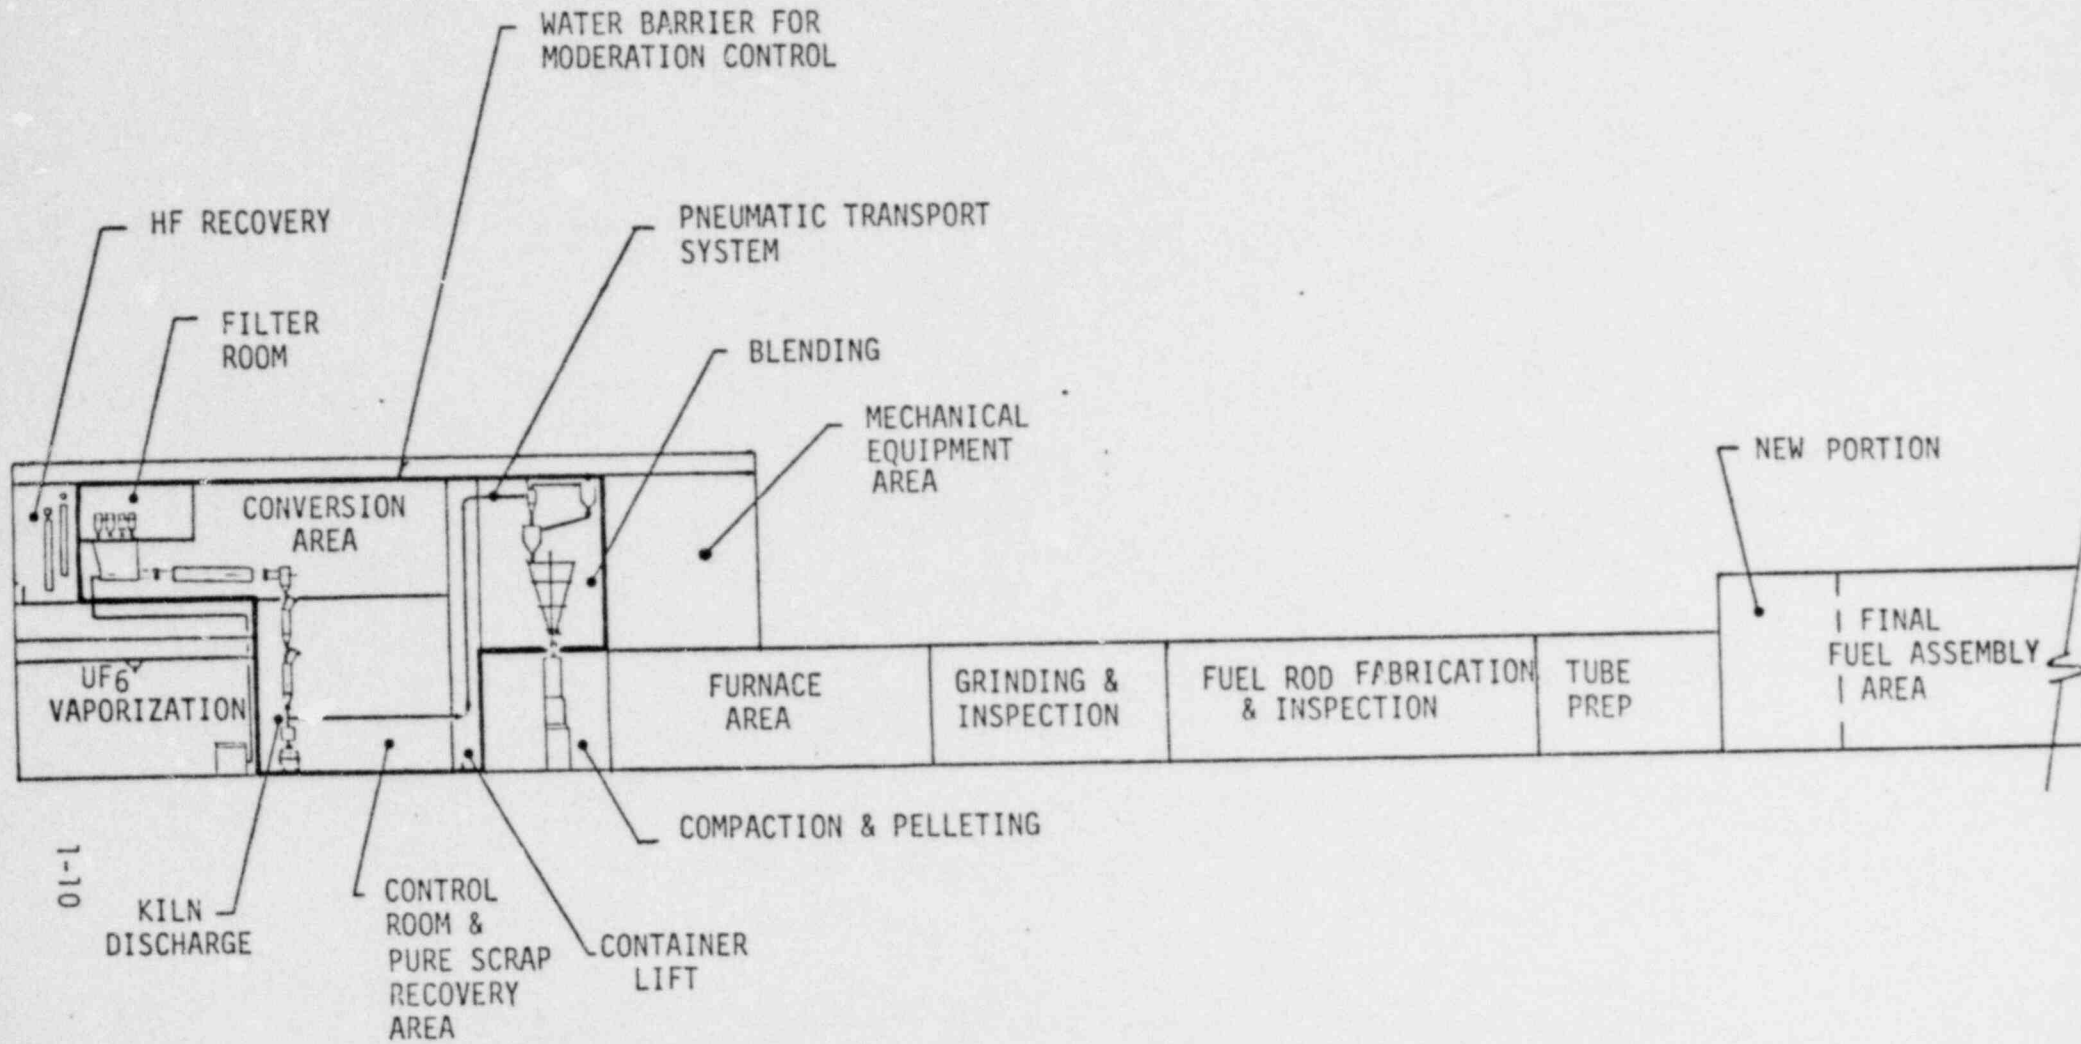 WATER BARRIER FOR
MODERATION CONTROL
HF RECOVERY
PNEUMATIC TRANSPORT
SYSTEM
FILTER
ROOM
BLENDING
MECHANICAL
EQUIPMENT
AREA
NEW PORTION
CONVERSION
AREA
UF6
VAPORIZATION
FURNACE
AREA
GRINDING &
INSPECTION
FUEL ROD FABRICATION
& INSPECTION
TUBE
PREP
FINAL
FUEL ASSEMBLY
AREA
COMPACTION & PELLETING
1-10
KILN
DISCHARGE
CONTROL
ROOM &
PURE SCRAP
RECOVERY
AREA
CONTAINER
LIFT